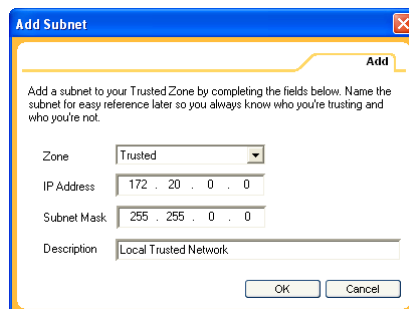 Add Subnet
Add
Add a subnet to your Trusted Zone by completing the fields below. Name the
subnet for easy reference later so you always know who you're trusting and
who you're not.
Zone Trusted
IP Address 172 . 20 . 0 . 0
Subnet Mask 255 . 255 . 0 . 0
Description Local Trusted Network
OK Cancel